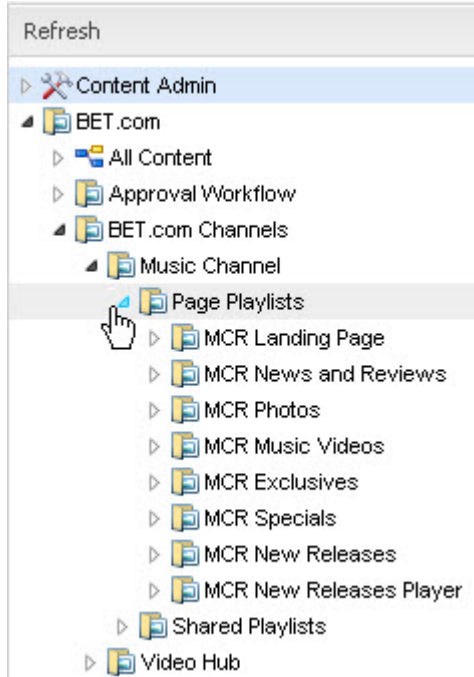 Refresh
Content Admin
BET.com
All Content
Approval Workflow
BET.com Channels
Music Channel
Page Playlists
MCR Landing Page
MCR News and Reviews
MCR Photos
MCR Music Videos
MCR Exclusives
MCR Specials
MCR New Releases
MCR New Releases Player
Shared Playlists
Video Hub